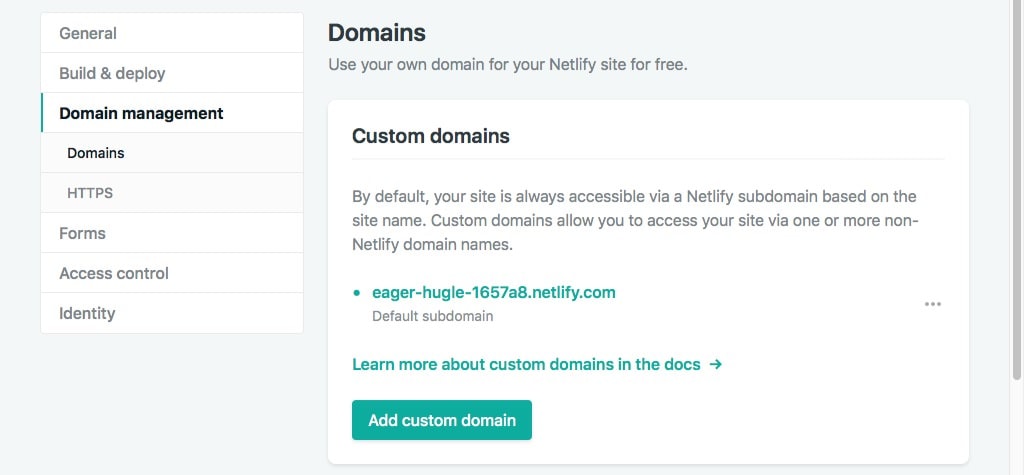 General
Build & deploy
Domain management
Domains
HTTPS
Forms
Access control
Identity
Domains
Use your own domain for your Netlify site for free.
Custom domains
By default, your site is always accessible via a Netlify subdomain based on the
site name. Custom domains allow you to access your site via one or more non-
Netlify domain names.
eager-hugle-1657a8.netlify.com
Default subdomain
Learn more about custom domains in the docs →
Add custom domain